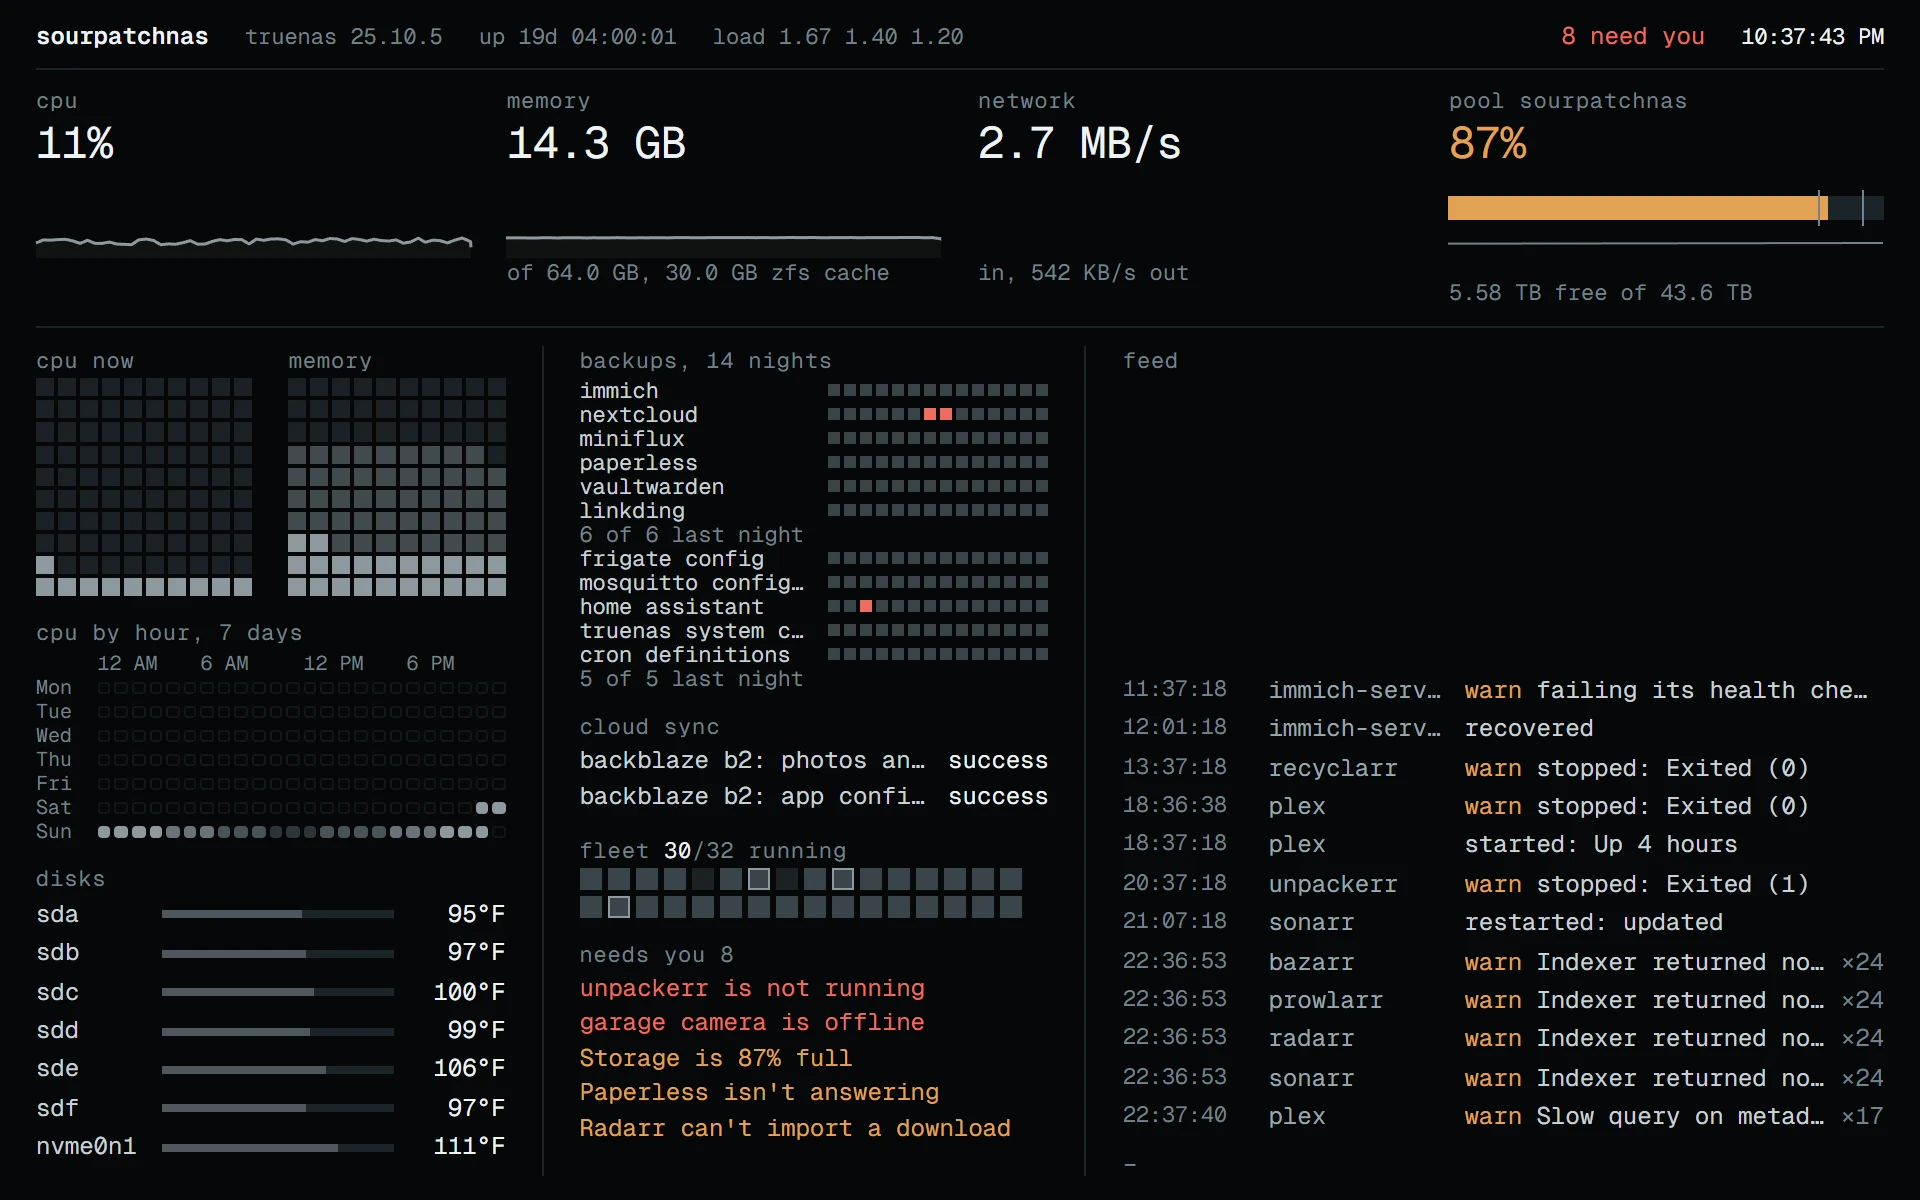 sourpatchnas truenas 25.10.5 up 19d 04:00:01 load 1.67 1.40 1.20 8 need you 10:37:43 PM
cpu
11%
memory
14.3 GB
of 64.0 GB, 30.0 GB zfs cache
network
2.7 MB/s
in, 542 KB/s out
pool sourpatchnas
87%
5.58 TB free of 43.6 TB
cpu now
memory
cpu by hour, 7 days
12 AM 6 AM 12 PM 6 PM
Mon
Tue
Wed
Thu
Fri
Sat
Sun
disks
sda 95°F
sdb 97°F
sdc 100°F
sdd 99°F
sde 106°F
sdf 97°F
nvme0n1 111°F
backups, 14 nights
immich
nextcloud
miniflux
paperless
vaultwarden
linkding
6 of 6 last night
frigate config
mosquitto config…
home assistant
truenas system c…
cron definitions
5 of 5 last night
cloud sync
backblaze b2: photos an… success
backblaze b2: app confi… success
fleet 30/32 running
needs you 8
unpackerr is not running
garage camera is offline
Storage is 87% full
Paperless isn't answering
Radarr can't import a download
feed
11:37:18 immich-serv… warn failing its health che…
12:01:18 immich-serv… recovered
13:37:18 recyclarr warn stopped: Exited (0)
18:36:38 plex warn stopped: Exited (0)
18:37:18 plex started: Up 4 hours
20:37:18 unpackerr warn stopped: Exited (1)
21:07:18 sonarr restarted: updated
22:36:53 bazarr warn Indexer returned no… ×24
22:36:53 prowlarr warn Indexer returned no… ×24
22:36:53 radarr warn Indexer returned no… ×24
22:36:53 sonarr warn Indexer returned no… ×24
22:37:40 plex warn Slow query on metad… ×17
_